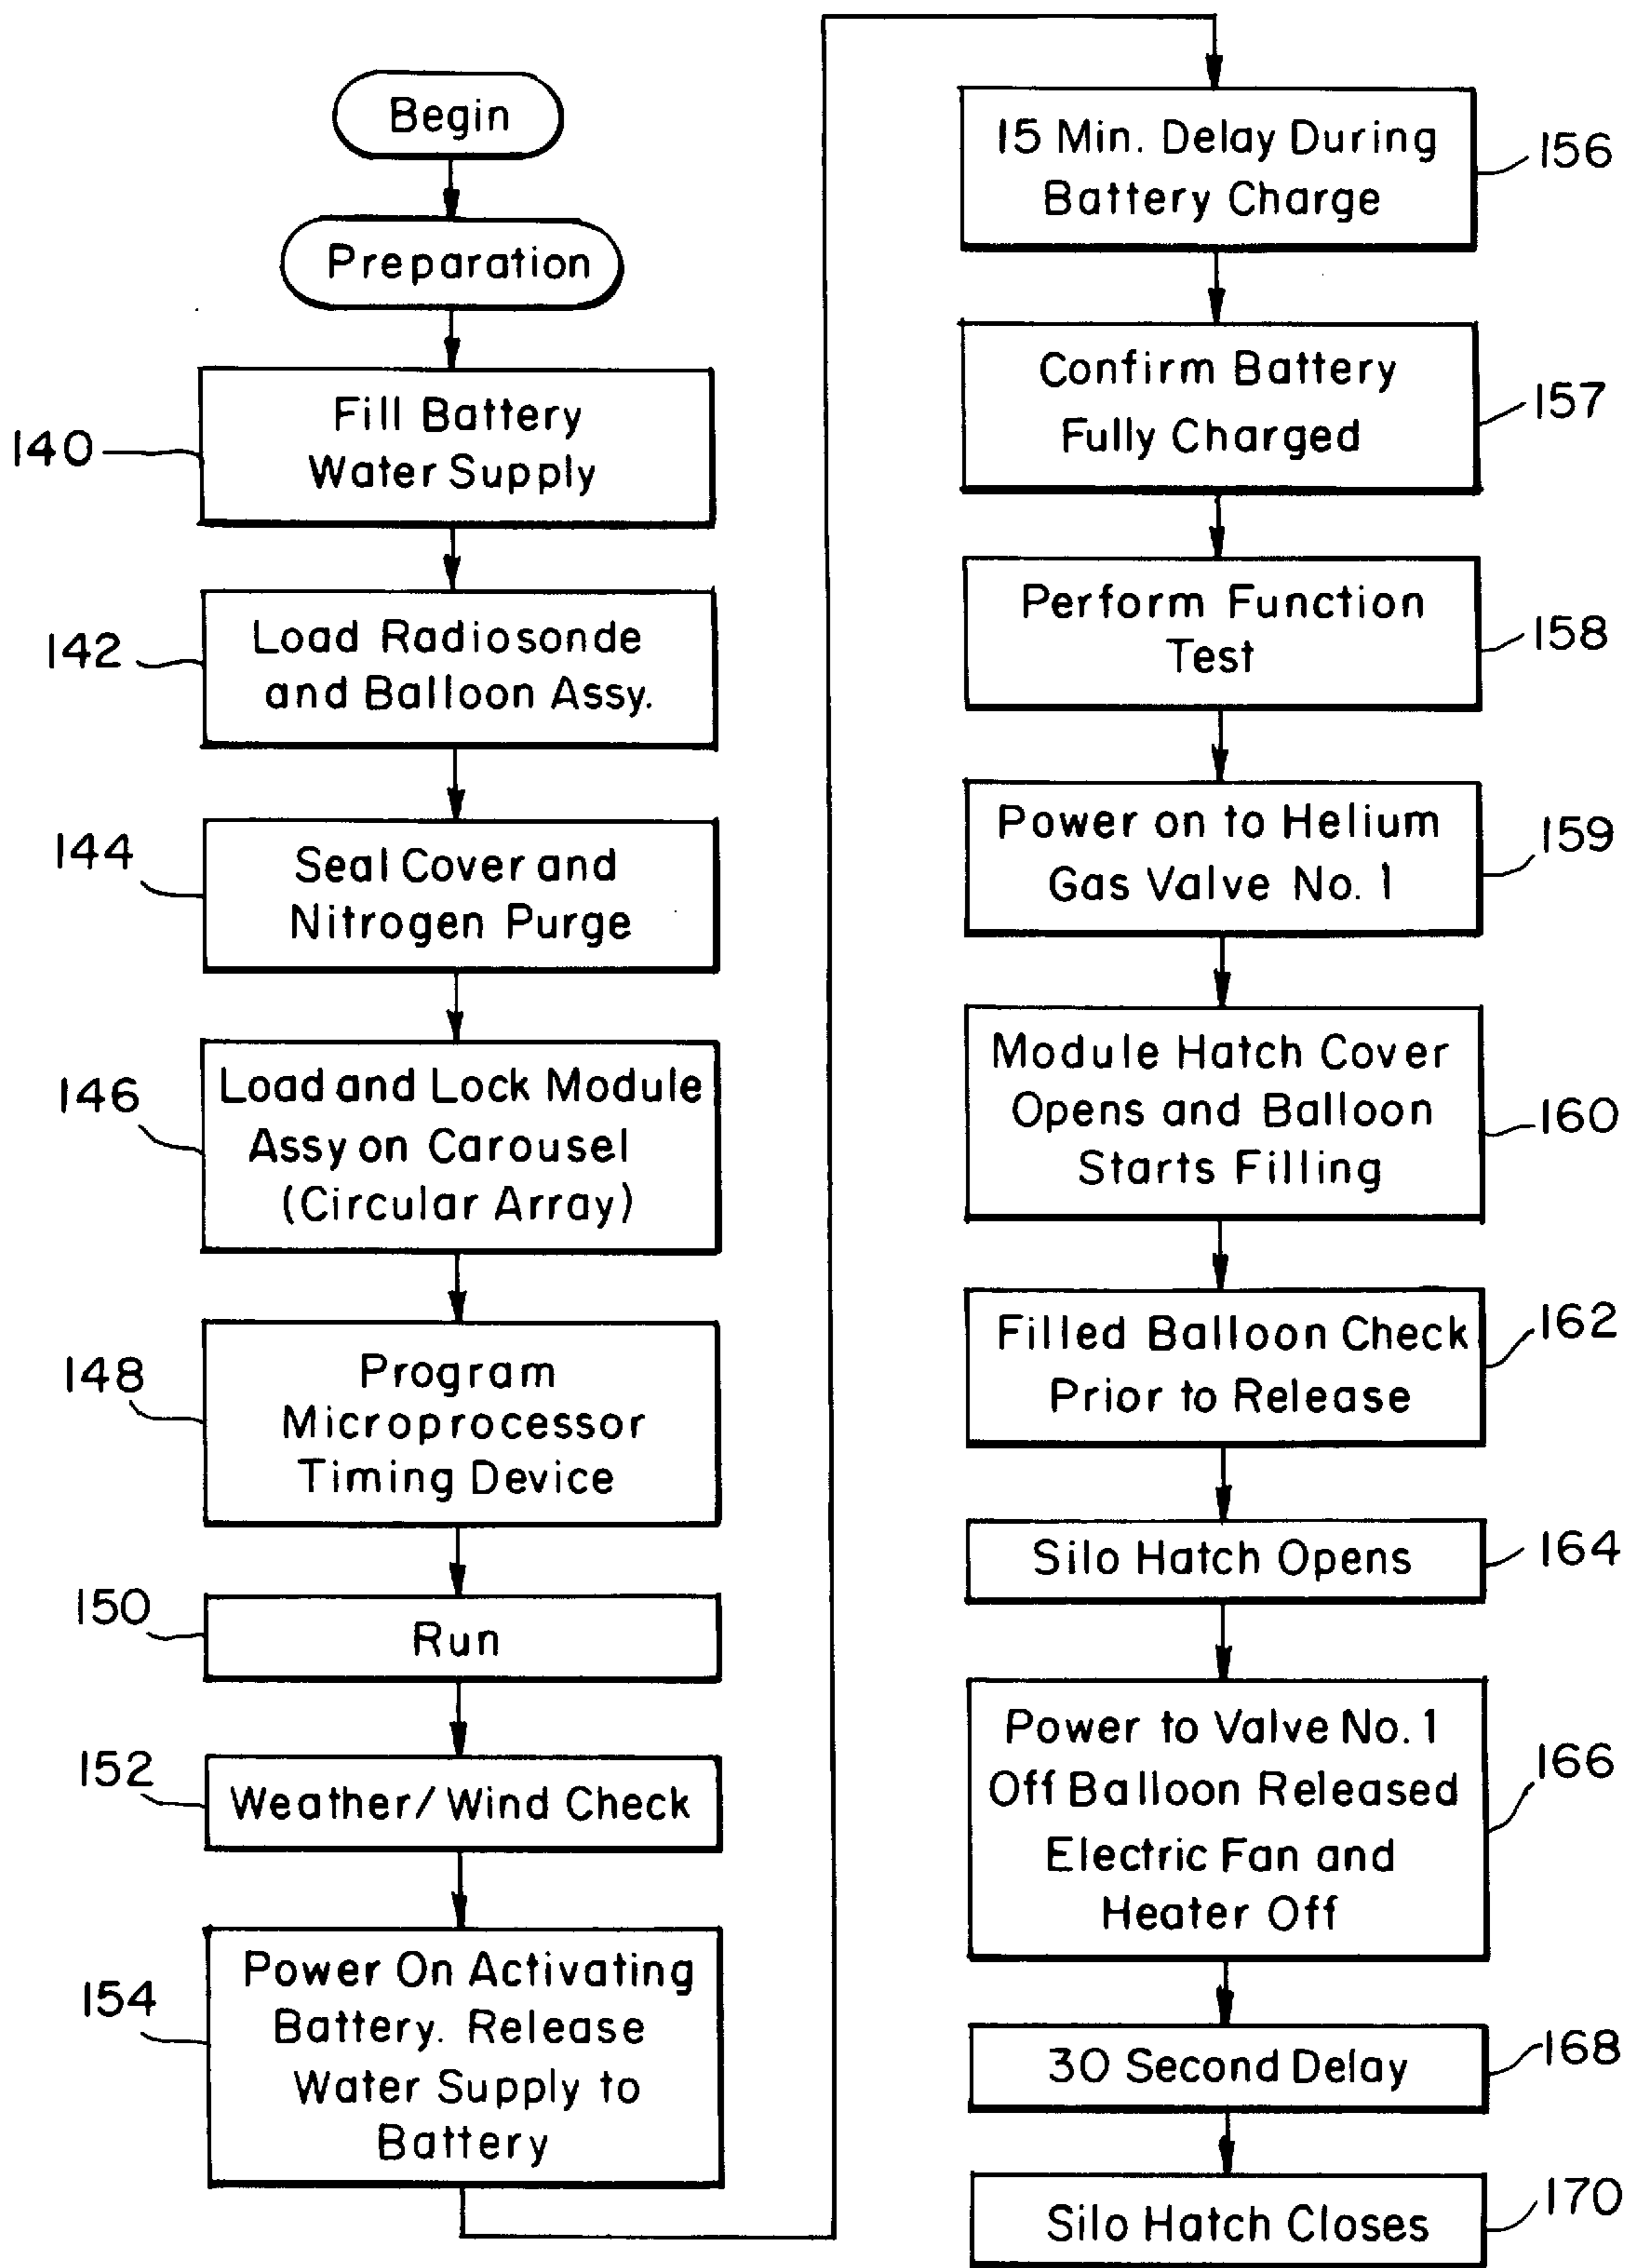 Begin
Preparation
140
Fill Battery
Water Supply
142
Load Radiosonde
and Balloon Assy.
144
Seal Cover and
Nitrogen Purge
146
Load and Lock Module
Assy on Carousel
(Circular Array)
148
Program
Microprocessor
Timing Device
150
Run
152
Weather/Wind Check
154
Power On Activating
Battery. Release
Water Supply to
Battery
15 Min. Delay During
Battery Charge
156
Confirm Battery
Fully Charged
157
Perform Function
Test
158
Power on to Helium
Gas Valve No. 1
159
Module Hatch Cover
Opens and Balloon
Starts Filling
160
Filled Balloon Check
Prior to Release
162
Silo Hatch Opens
164
Power to Valve No. 1
Off Balloon Released
Electric Fan and
Heater Off
166
30 Second Delay
168
Silo Hatch Closes
170